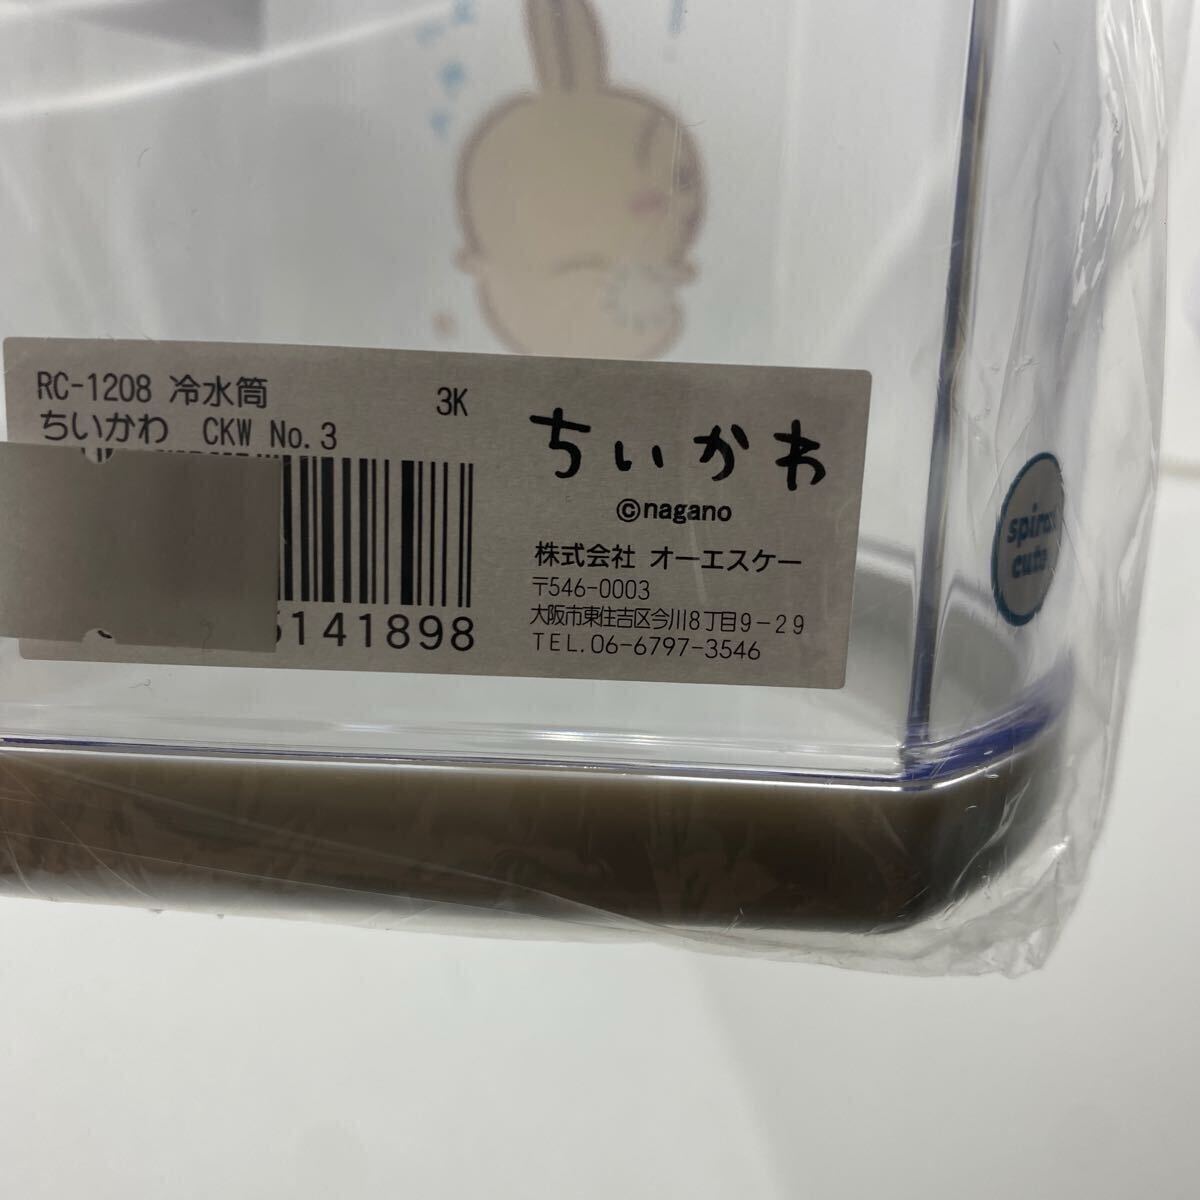 RC-1208 冷水筒
3K
ちいかわ CKW No.3
141898
ちいかわ
©nagano
株式会社 オーエスケー
〒546-0003
大阪市東住吉区今川8丁目9-29
TEL.06-6797-3546